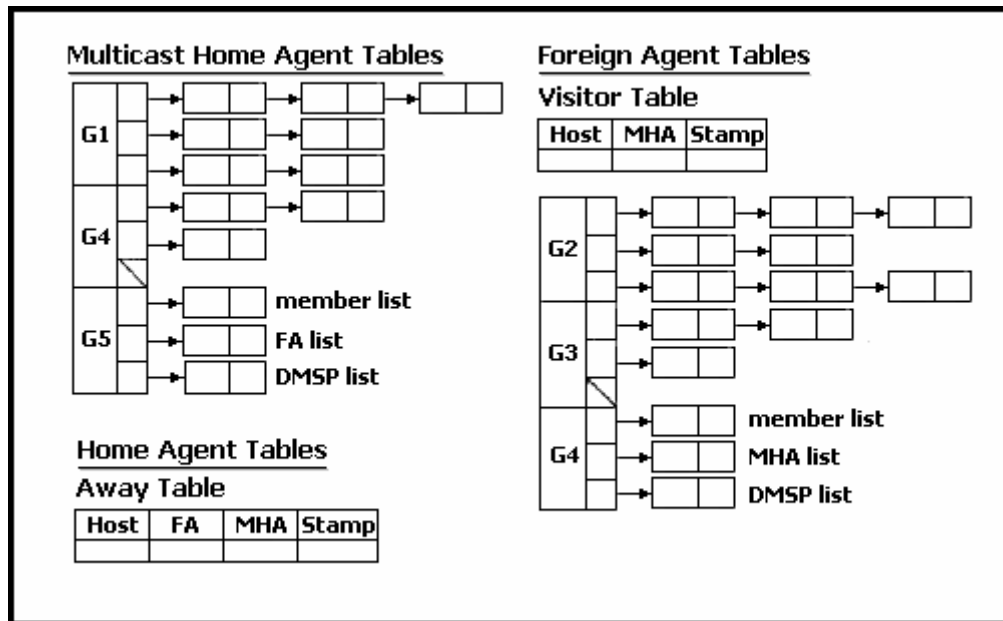 Multicast Home Agent Tables
G1
G4
G5
member list
FA list
DMSP list
Home Agent Tables
Away Table
Host FA MHA Stamp
Foreign Agent Tables
Visitor Table
Host MHA Stamp
G2
G3
G4
member list
MHA list
DMSP list